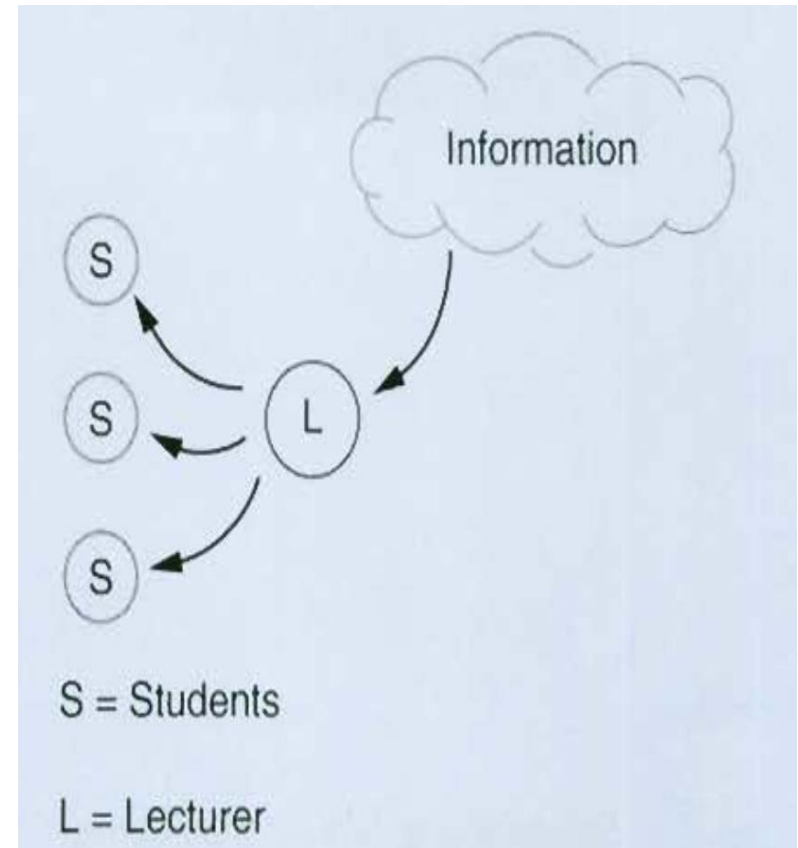 Information
S
S
L
S
S = Students
L = Lecturer